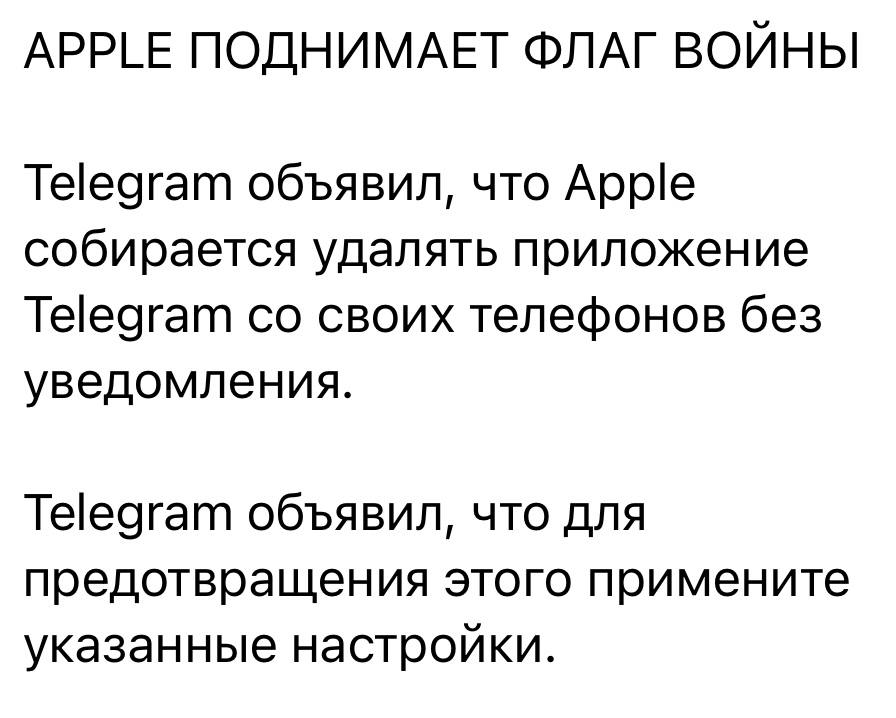 APPLE ПОДНИМАЕТ ФЛАГ ВОЙНЫ
Telegram объявил, что Apple
собирается удалять приложение
Telegram со своих телефонов без
уведомления.
Telegram объявил, что для
предотвращения этого примените
указанные настройки.